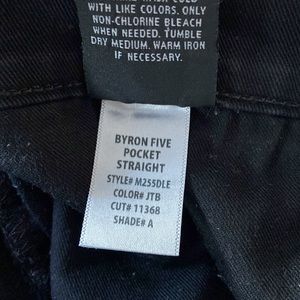 WITH LIKE COLORS. ONLY
NON-CHLORINE BLEACH
WHEN NEEDED. TUMBLE
DRY MEDIUM. WARM IRON
IF NECESSARY.
BYRON FIVE
POCKET
STRAIGHT
STYLE# M255DLE
COLOR# JTB
CUT# 11368
SHADE# A